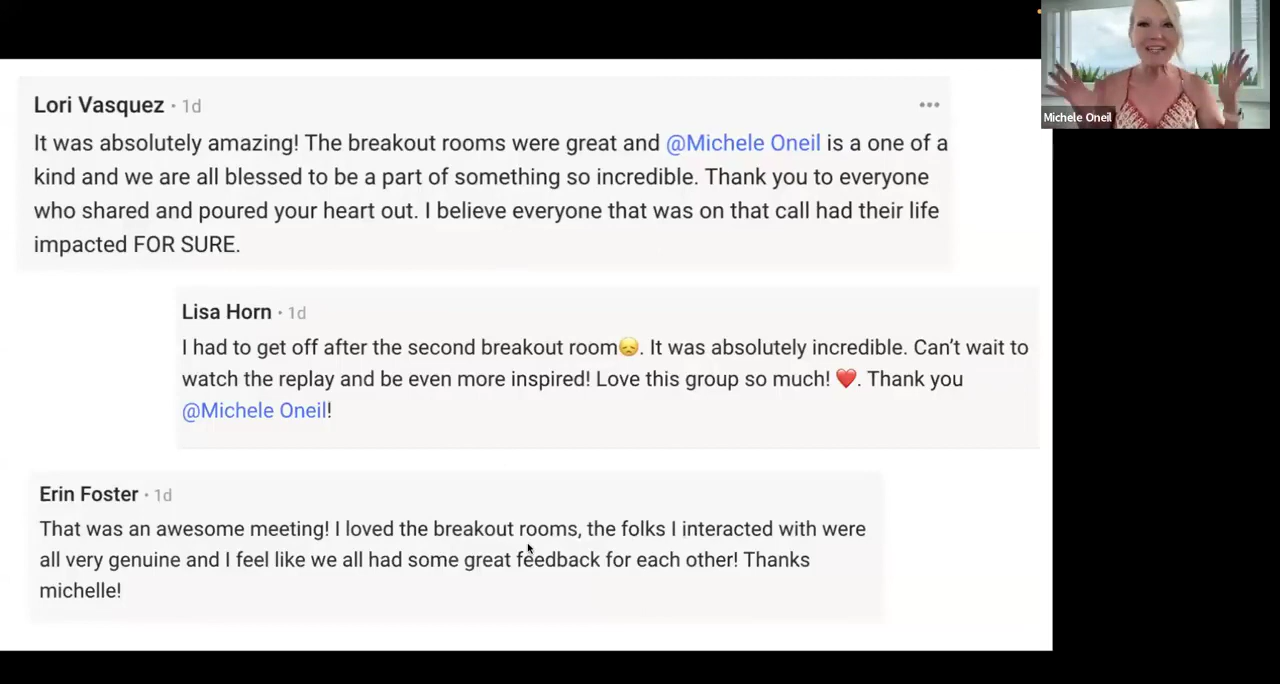 Lori Vasquez · 1d
It was absolutely amazing! The breakout rooms were great and @Michele Oneil is a one of a
kind and we are all blessed to be a part of something so incredible. Thank you to everyone
who shared and poured your heart out. I believe everyone that was on that call had their life
impacted FOR SURE.
Lisa Horn · 1d
I had to get off after the second breakout room😞. It was absolutely incredible. Can’t wait to
watch the replay and be even more inspired! Love this group so much! ❤️. Thank you
@Michele Oneil!
Erin Foster · 1d
That was an awesome meeting! I loved the breakout rooms, the folks I interacted with were
all very genuine and I feel like we all had some great feedback for each other! Thanks
michelle!
Michele Oneil